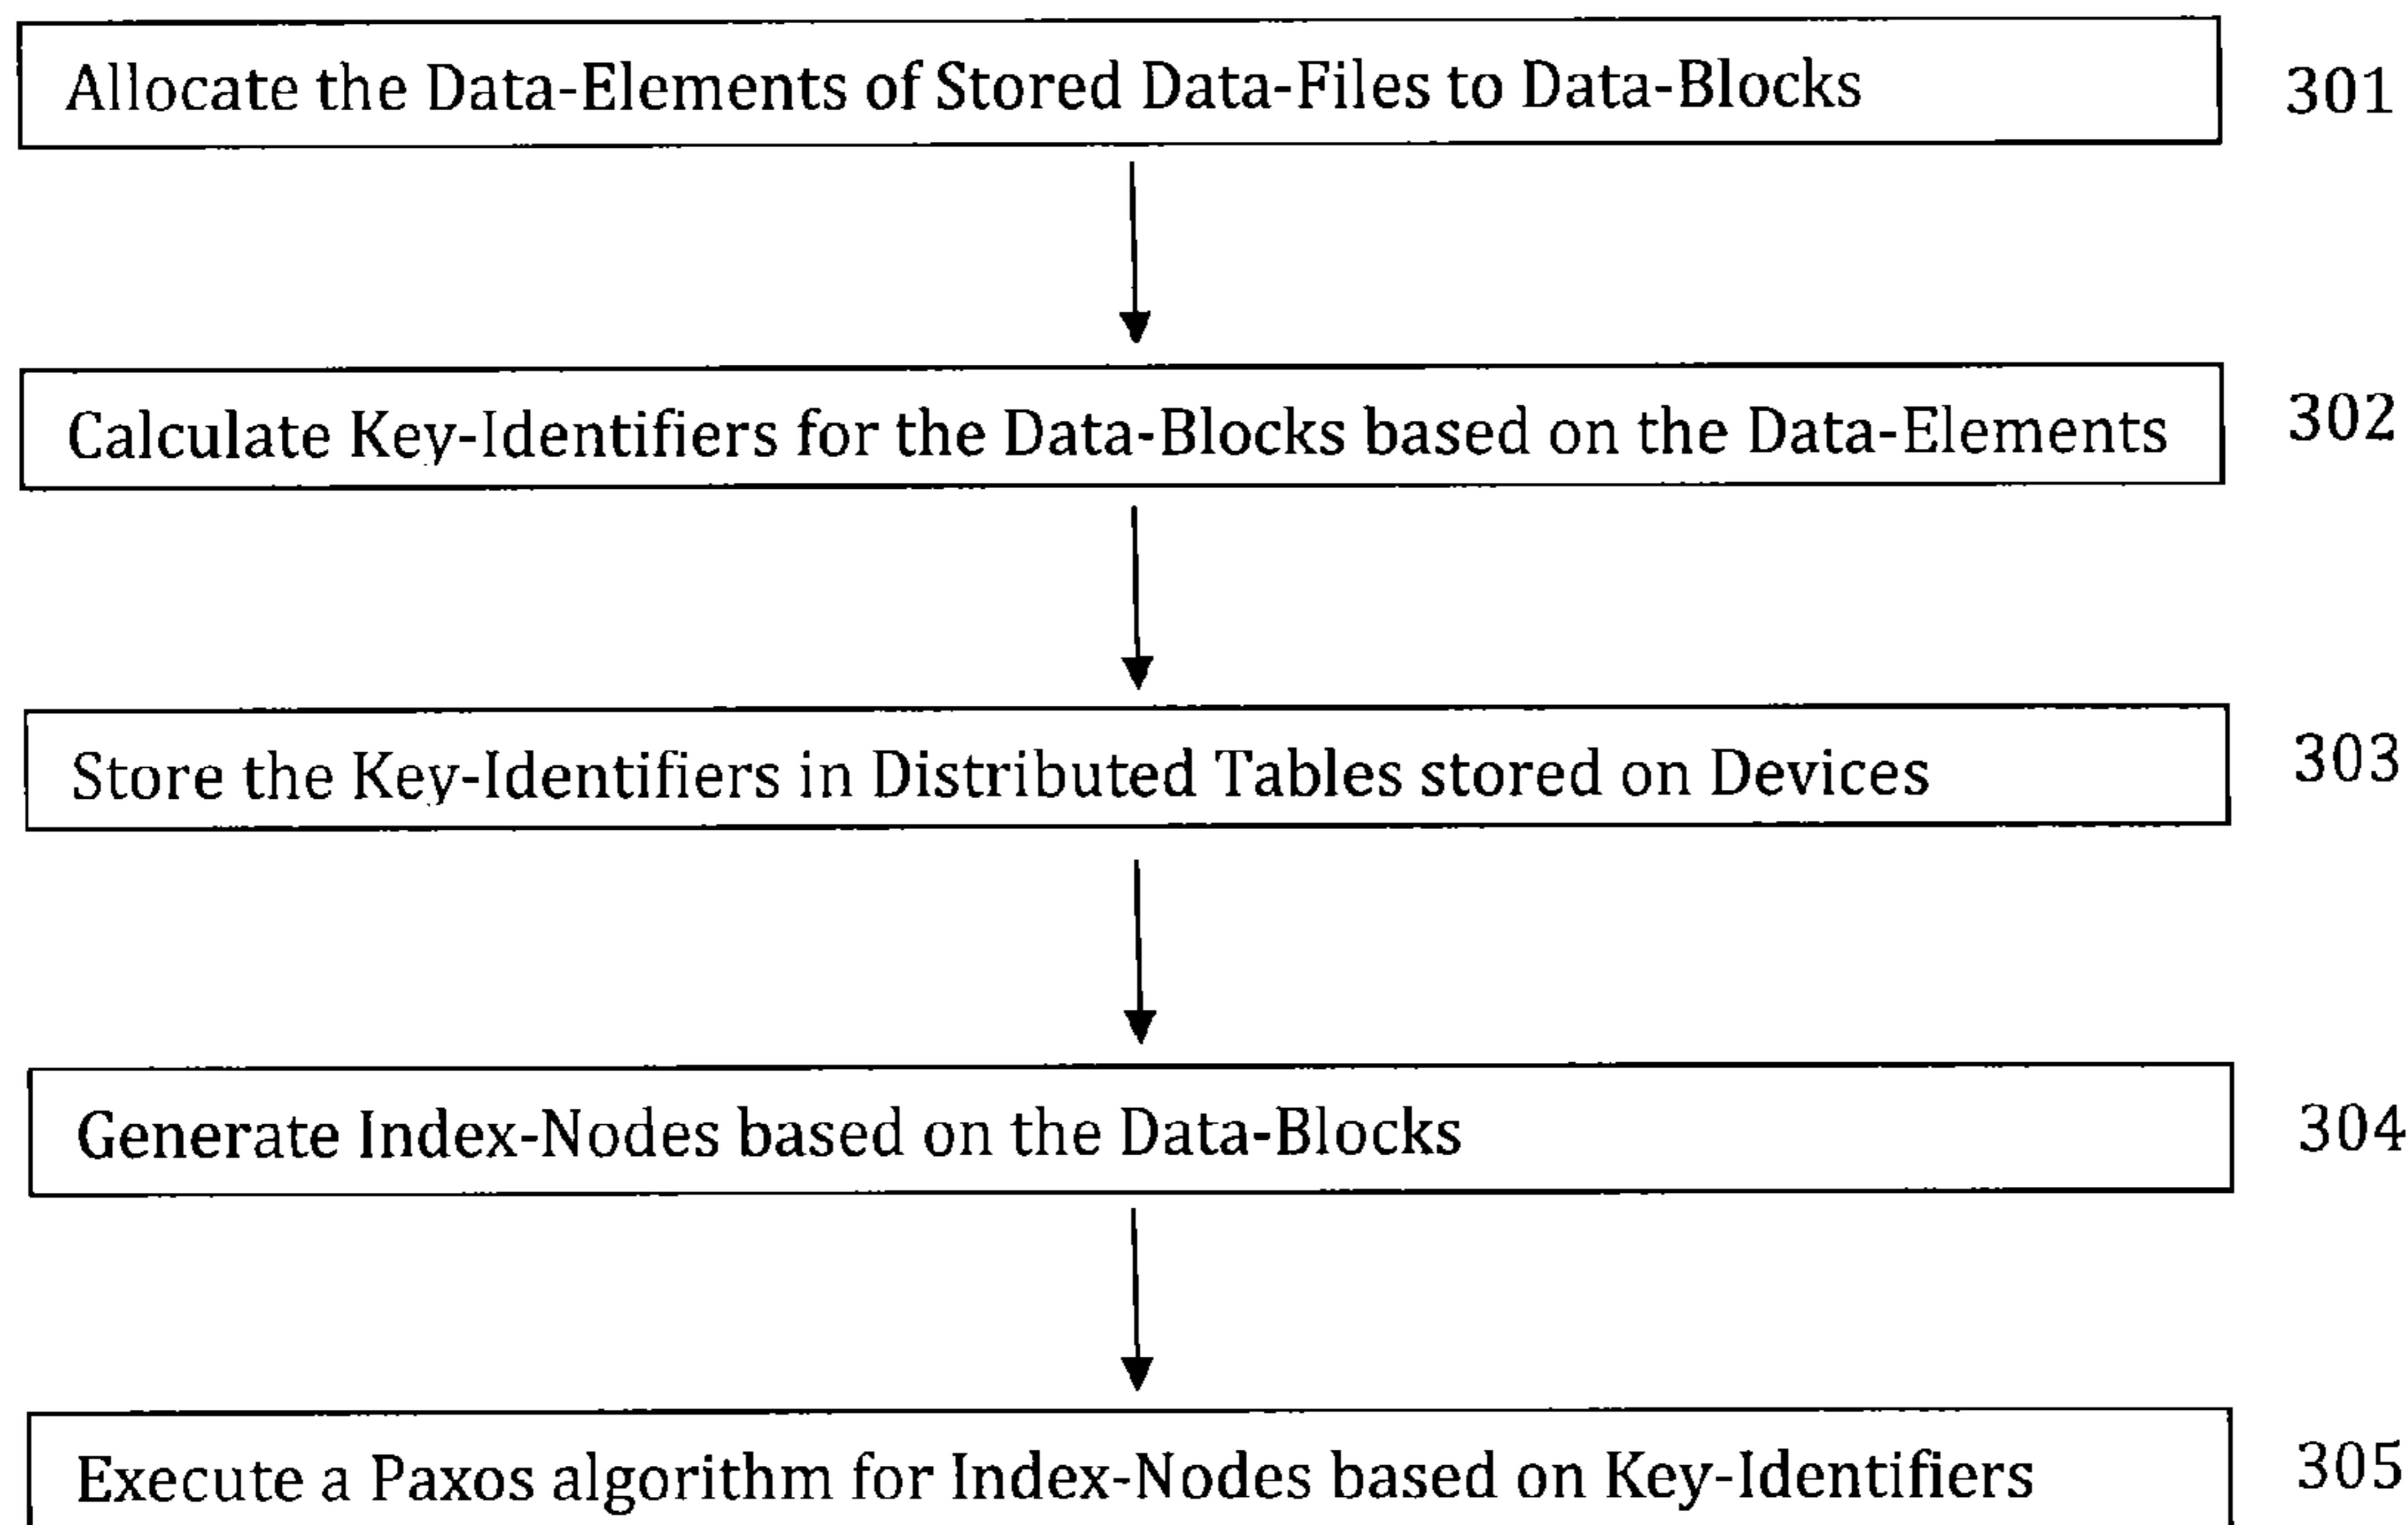 Allocate the Data-Elements of Stored Data-Files to Data-Blocks 301
Calculate Key-Identifiers for the Data-Blocks based on the Data-Elements 302
Store the Key-Identifiers in Distributed Tables stored on Devices 303
Generate Index-Nodes based on the Data-Blocks 304
Execute a Paxos algorithm for Index-Nodes based on Key-Identifiers 305